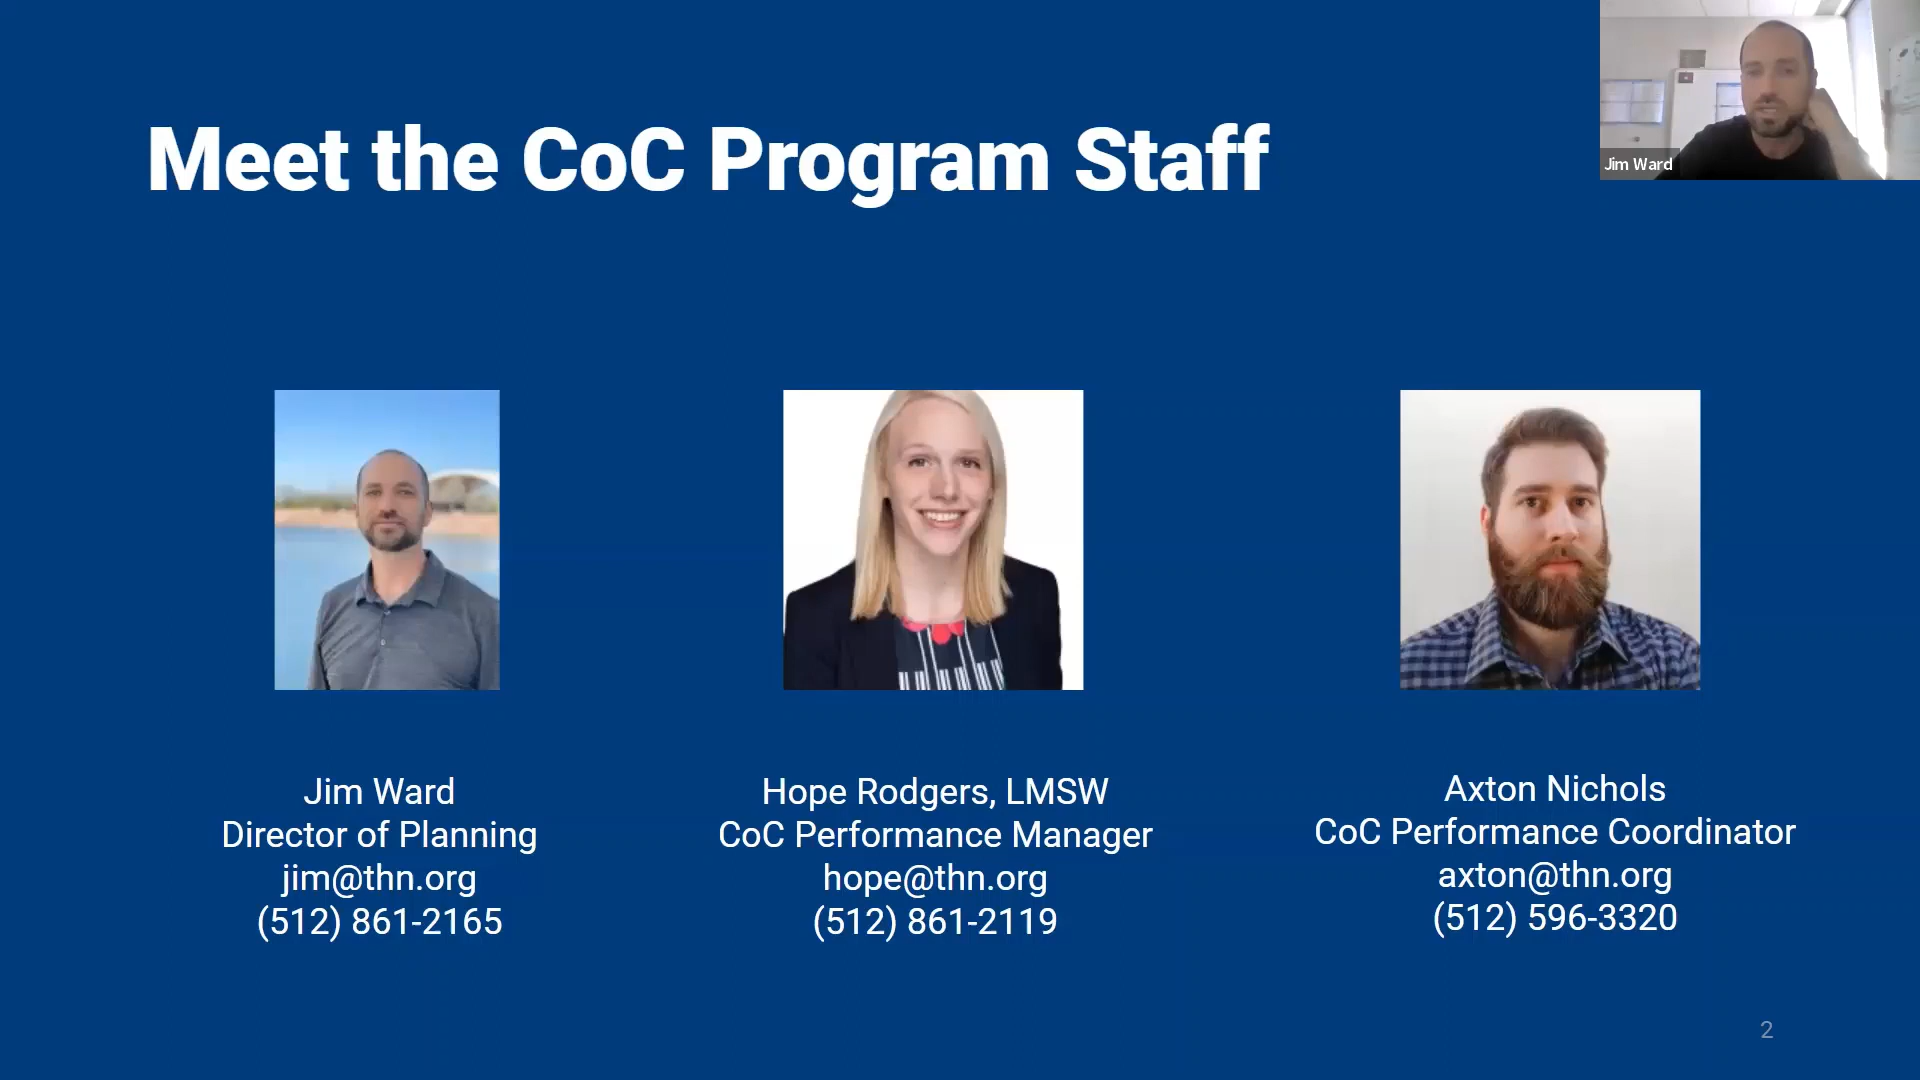 Meet the CoC Program Staff
Jim Ward
Jim Ward
Director of Planning
jim@thn.org
(512) 861-2165
Hope Rodgers, LMSW
CoC Performance Manager
hope@thn.org
(512) 861-2119
Axton Nichols
CoC Performance Coordinator
axton@thn.org
(512) 596-3320
2